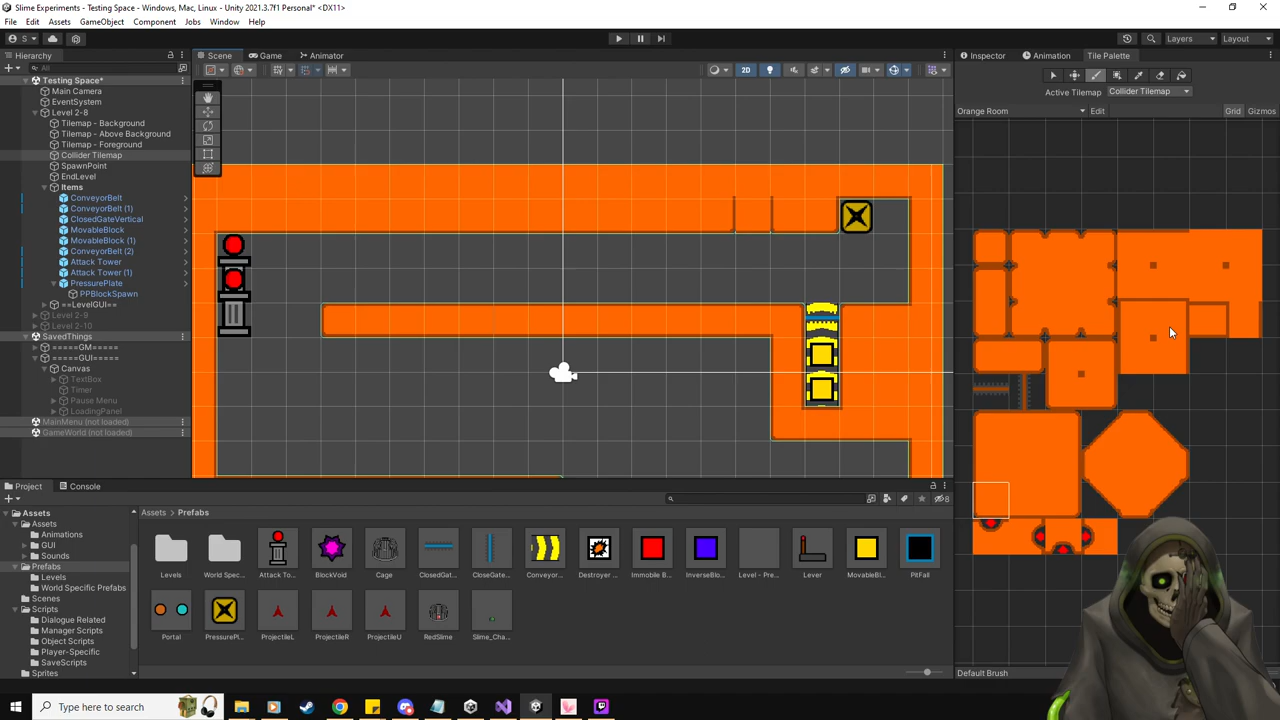 Slime Experiments - Testing Space - Windows, Mac, Linux - Unity 2021.3.7f1 Personal* <DX11>
File Edit Assets GameObject Component Jobs Window Help
S
Layers Layout
Hierarchy
All
Testing Space*
Main Camera
EventSystem
Level 2-8
Tilemap - Background
Tilemap - Above Background
Tilemap - Foreground
Collider Tilemap
SpawnPoint
EndLevel
Items
ConveyorBelt
ConveyorBelt (1)
ClosedGateVertical
MovableBlock
MovableBlock (1)
ConveyorBelt (2)
Attack Tower
Attack Tower (1)
PressurePlate
PPBlockSpawn
==LevelGUI==
Level 2-9
Level 2-10
SavedThings
=====GM=====
=====GUI=====
Canvas
TextBox
Timer
Pause Menu
LoadingPanel
MainMenu (not loaded)
GameWorld (not loaded)
Scene Game Animator
2D
Inspector Animation Tile Palette
Active Tilemap Collider Tilemap
Orange Room Edit Grid Gizmos
Default Brush
Project Console
8
Assets
Assets
Animations
GUI
Sounds
Prefabs
Levels
World Specific Prefabs
Scenes
Scripts
Dialogue Related
Manager Scripts
Object Scripts
Player-Specific
SaveScripts
Sprites
Assets > Prefabs
Levels World Spec... Attack To... BlockVoid Cage ClosedGat... CloseGate... Conveyor... Destroyer ... Immobile B... InverseBlo... Level - Pre... Lever MovableBl... PitFall
Portal PressurePl... ProjectileL ProjectileR ProjectileU RedSlime Slime_Cha...
Type here to search